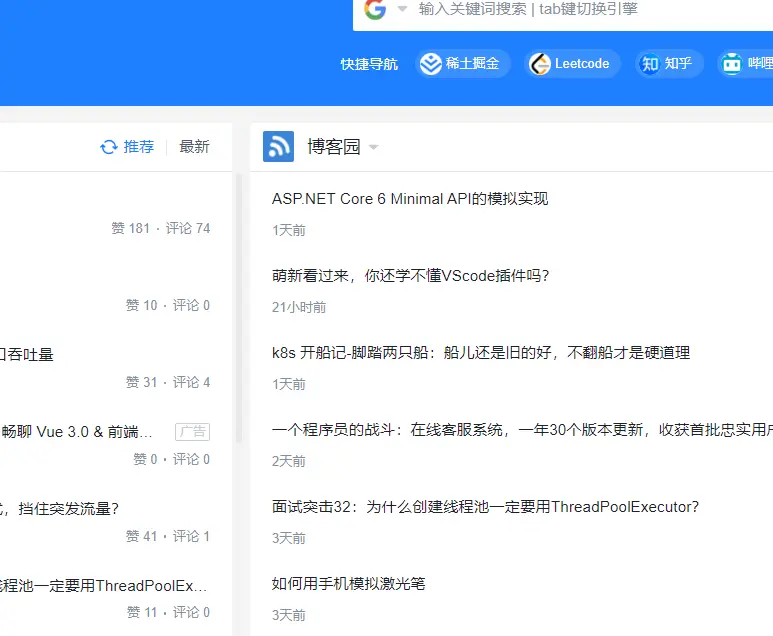 输入关键词搜索 | tab键切换引擎
快捷导航
稀土掘金
Leetcode
知乎
哔哩
推荐
最新
赞 181 · 评论 74
赞 10 · 评论 0
吞吐量
赞 31 · 评论 4
畅聊 Vue 3.0 & 前端...
广告
赞 0 · 评论 0
，挡住突发流量？
赞 41 · 评论 1
线程池一定要用ThreadPoolEx...
赞 11 · 评论 0
博客园
ASP.NET Core 6 Minimal API的模拟实现
1天前
萌新看过来，你还学不懂VScode插件吗？
21小时前
k8s 开船记-脚踏两只船：船儿还是旧的好，不翻船才是硬道理
1天前
一个程序员的战斗：在线客服系统，一年30个版本更新，收获首批忠实用户
2天前
面试突击32：为什么创建线程池一定要用ThreadPoolExecutor？
3天前
如何用手机模拟激光笔
3天前